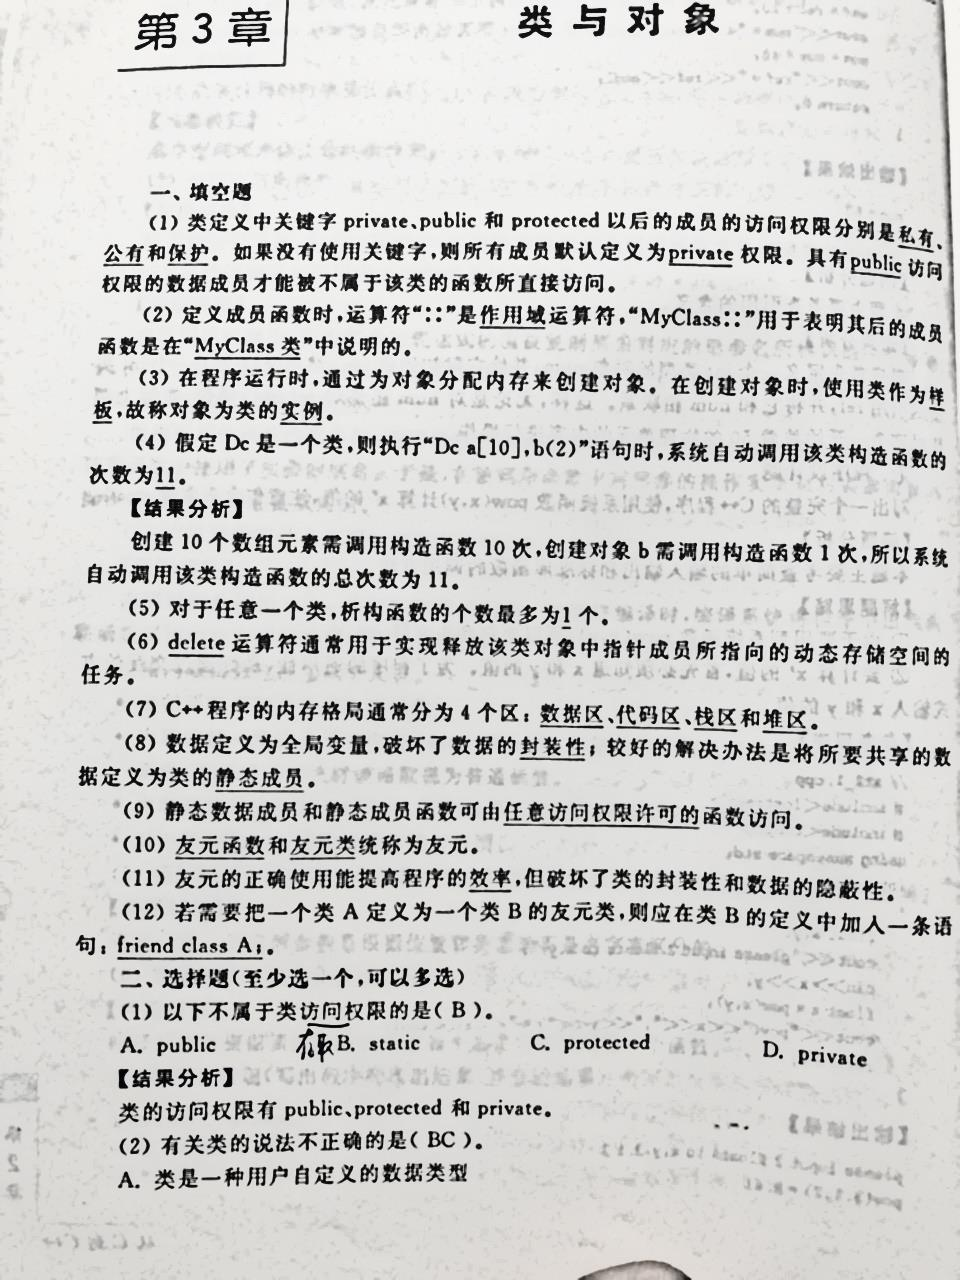 第3章
类与对象
一、填空题
(1) 类定义中关键字 private、public 和 protected 以后的成员的访问权限分别是私有、
公有和保护。如果没有使用关键字,则所有成员默认定义为private 权限。具有public 访问
权限的数据成员才能被不属于该类的函数所直接访问。
(2) 定义成员函数时,运算符“::”是作用域运算符,“MyClass::”用于表明其后的成员
函数是在“MyClass 类”中说明的。
(3) 在程序运行时,通过为对象分配内存来创建对象。在创建对象时,使用类作为样
板,故称对象为类的实例。
(4) 假定 Dc 是一个类,则执行“Dc a[10],b(2)”语句时,系统自动调用该类构造函数的
次数为11。
【结果分析】
创建 10 个数组元素需调用构造函数 10 次,创建对象 b 需调用构造函数 1 次,所以系统
自动调用该类构造函数的总次数为 11。
(5) 对于任意一个类,析构函数的个数最多为1 个。
(6) delete 运算符通常用于实现释放该类对象中指针成员所指向的动态存储空间的
任务。
(7) C++程序的内存格局通常分为 4 个区:数据区、代码区、栈区和堆区。
(8) 数据定义为全局变量,破坏了数据的封装性;较好的解决办法是将所要共享的数
据定义为类的静态成员。
(9) 静态数据成员和静态成员函数可由任意访问权限许可的函数访问。
(10) 友元函数和友元类统称为友元。
(11) 友元的正确使用能提高程序的效率,但破坏了类的封装性和数据的隐蔽性。
(12) 若需要把一个类 A 定义为一个类 B 的友元类,则应在类 B 的定义中加入一条语
句:friend class A;。
二、选择题(至少选一个,可以多选)
(1) 以下不属于类访问权限的是( B )。
A. public B. static C. protected D. private
【结果分析】
类的访问权限有 public、protected 和 private。
(2) 有关类的说法不正确的是( BC )。
A. 类是一种用户自定义的数据类型